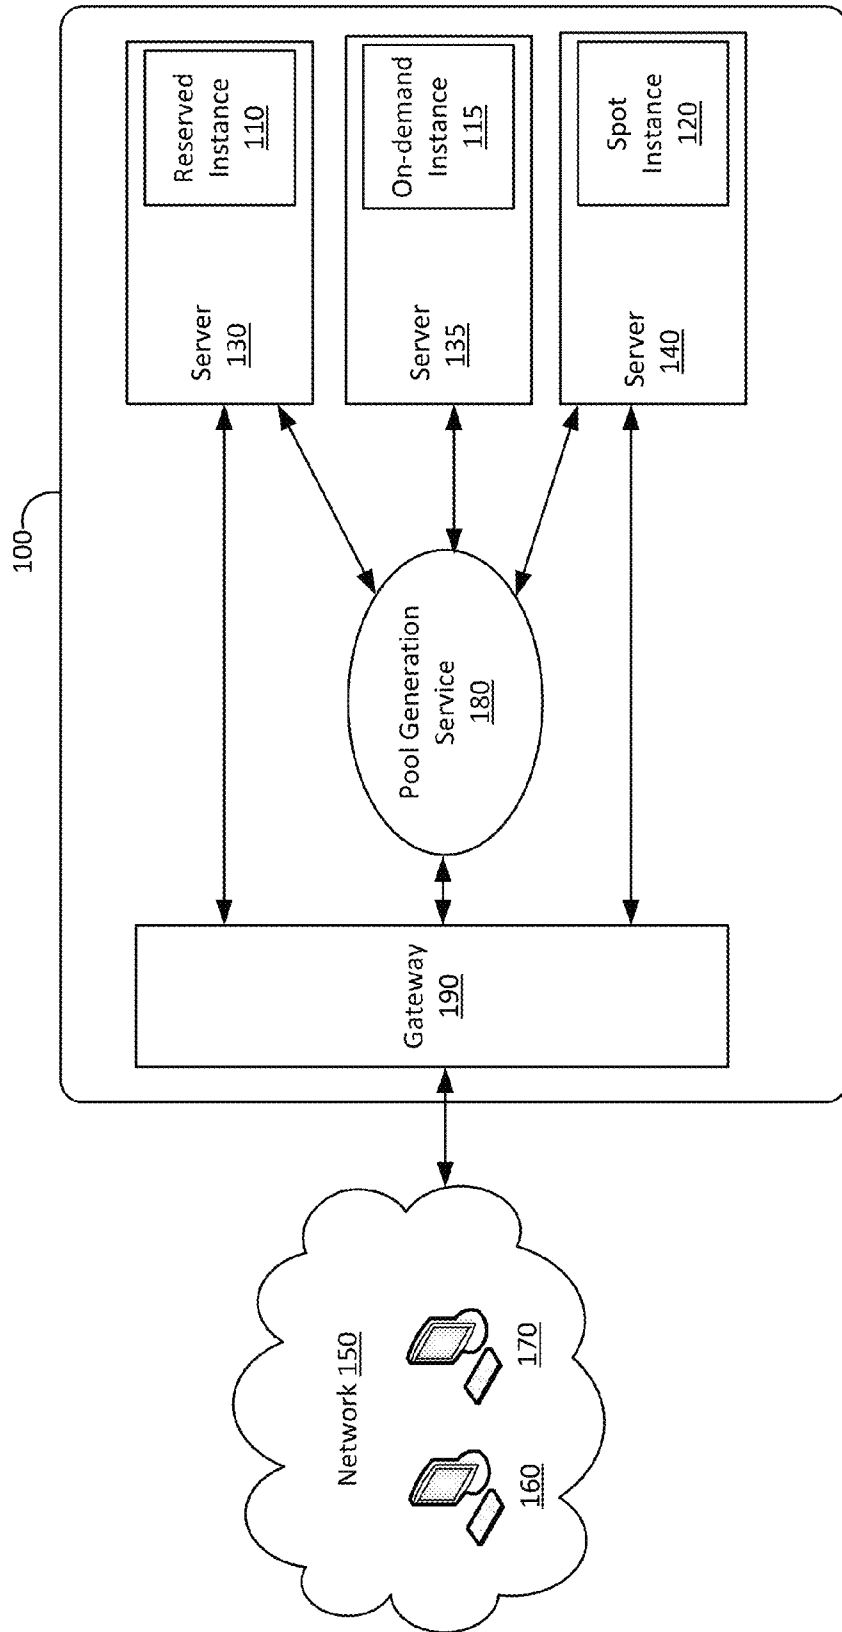 100
Reserved
Instance
110
Server
130
On-demand
Instance
115
Server
135
Spot
Instance
120
Server
140
Pool Generation
Service
180
Gateway
190
Network 150
160
170